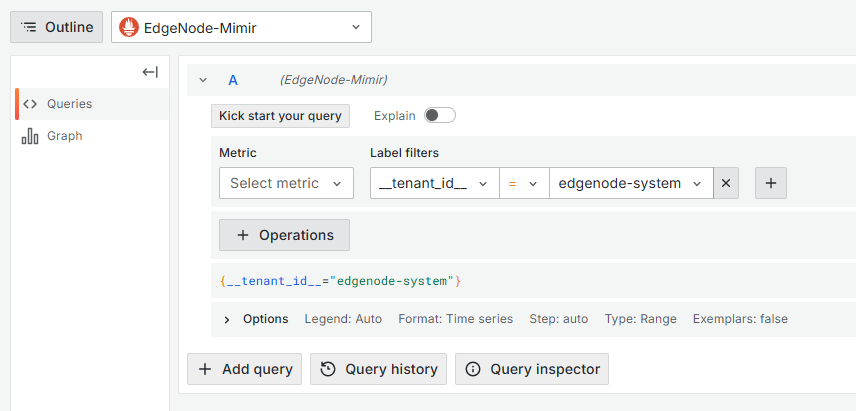 Outline EdgeNode-Mimir
Queries
Graph
A (EdgeNode-Mimir)
Kick start your query Explain
Metric Label filters
Select metric __tenant_id__ = edgenode-system
+ Operations
{__tenant_id__="edgenode-system"}
Options Legend: Auto Format: Time series Step: auto Type: Range Exemplars: false
+ Add query Query history Query inspector